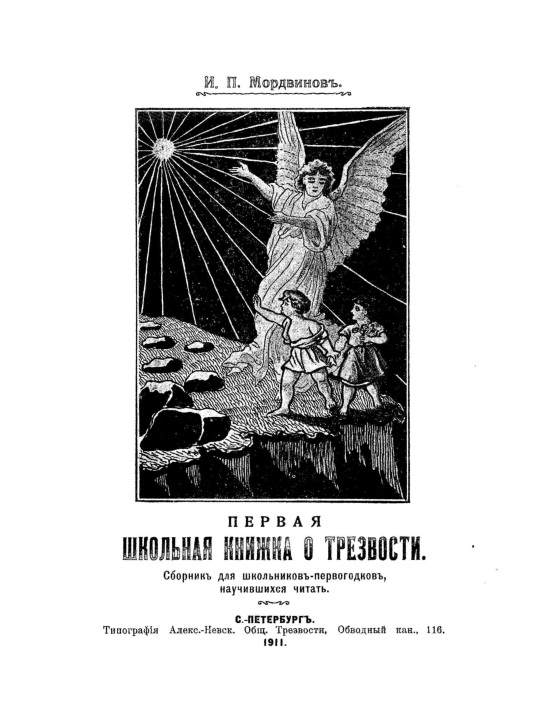 И. П. Мордвиновъ.
ПЕРВАЯ
ШКОЛЬНАЯ КНИЖКА О ТРЕЗВОСТИ.
Сборникъ для школьниковъ-первогодковъ,
научившихся читать.
С.-ПЕТЕРБУРГЪ.
Типографія Алекс.-Невск. Общ. Трезвости, Обводный кан., 116.
1911.